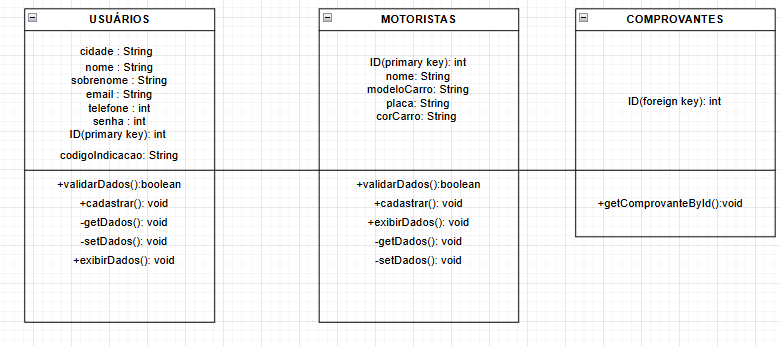 USUÁRIOS
cidade : String
nome : String
sobrenome : String
email : String
telefone : int
senha : int
ID(primary key): int
codigoIndicacao: String
+validarDados():boolean
+cadastrar(): void
-getDados(): void
-setDados(): void
+exibirDados(): void
MOTORISTAS
ID(primary key): int
nome: String
modeloCarro: String
placa: String
corCarro: String
+validarDados():boolean
+cadastrar(): void
+exibirDados(): void
-getDados(): void
-setDados(): void
COMPROVANTES
ID(foreign key): int
+getComprovanteById():void